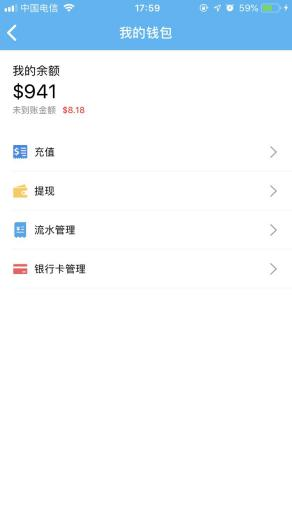 中国电信 17:59 59%
我的钱包
我的余额
$941
未到账金额 $8.18
充值
提现
流水管理
银行卡管理